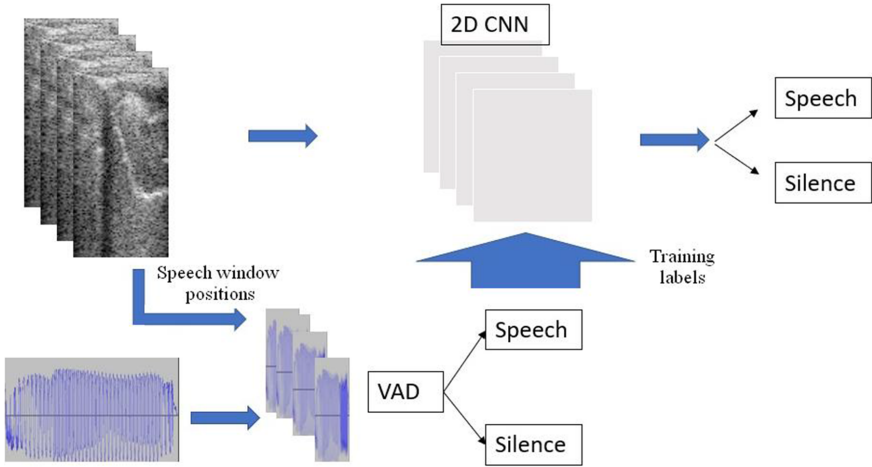 2D CNN
Speech
Silence
Speech window
positions
Training
labels
VAD
Speech
Silence